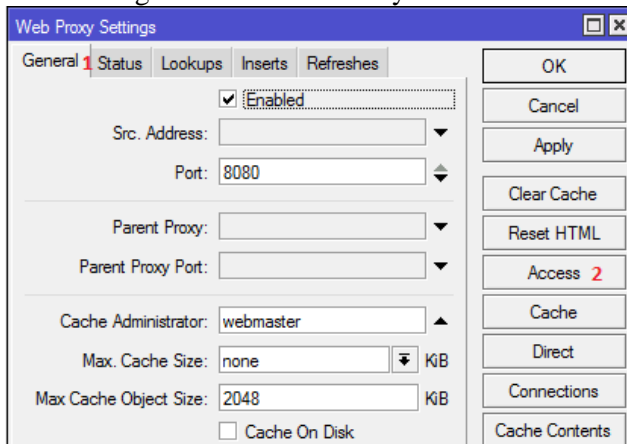 Web Proxy Settings
General 1 Status Lookups Inserts Refreshes
Enabled
Src. Address:
Port: 8080
Parent Proxy:
Parent Proxy Port:
Cache Administrator: webmaster
Max. Cache Size: none KiB
Max Cache Object Size: 2048 KiB
Cache On Disk
OK
Cancel
Apply
Clear Cache
Reset HTML
Access 2
Cache
Direct
Connections
Cache Contents